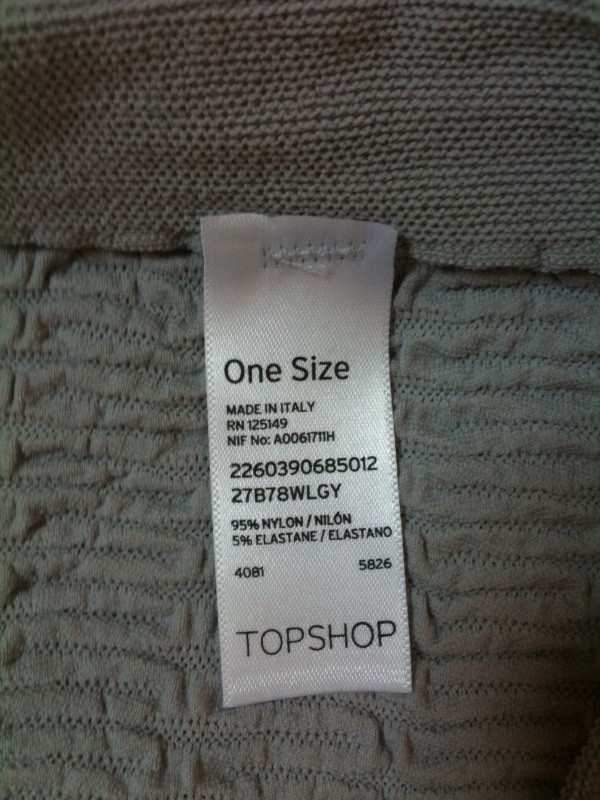 One Size
MADE IN ITALY
RN 125149
NIF No: A0061711H
2260390685012
27B78WLGY
95% NYLON / NILÓN
5% ELASTANE / ELASTANO
4081 5826
TOPSHOP